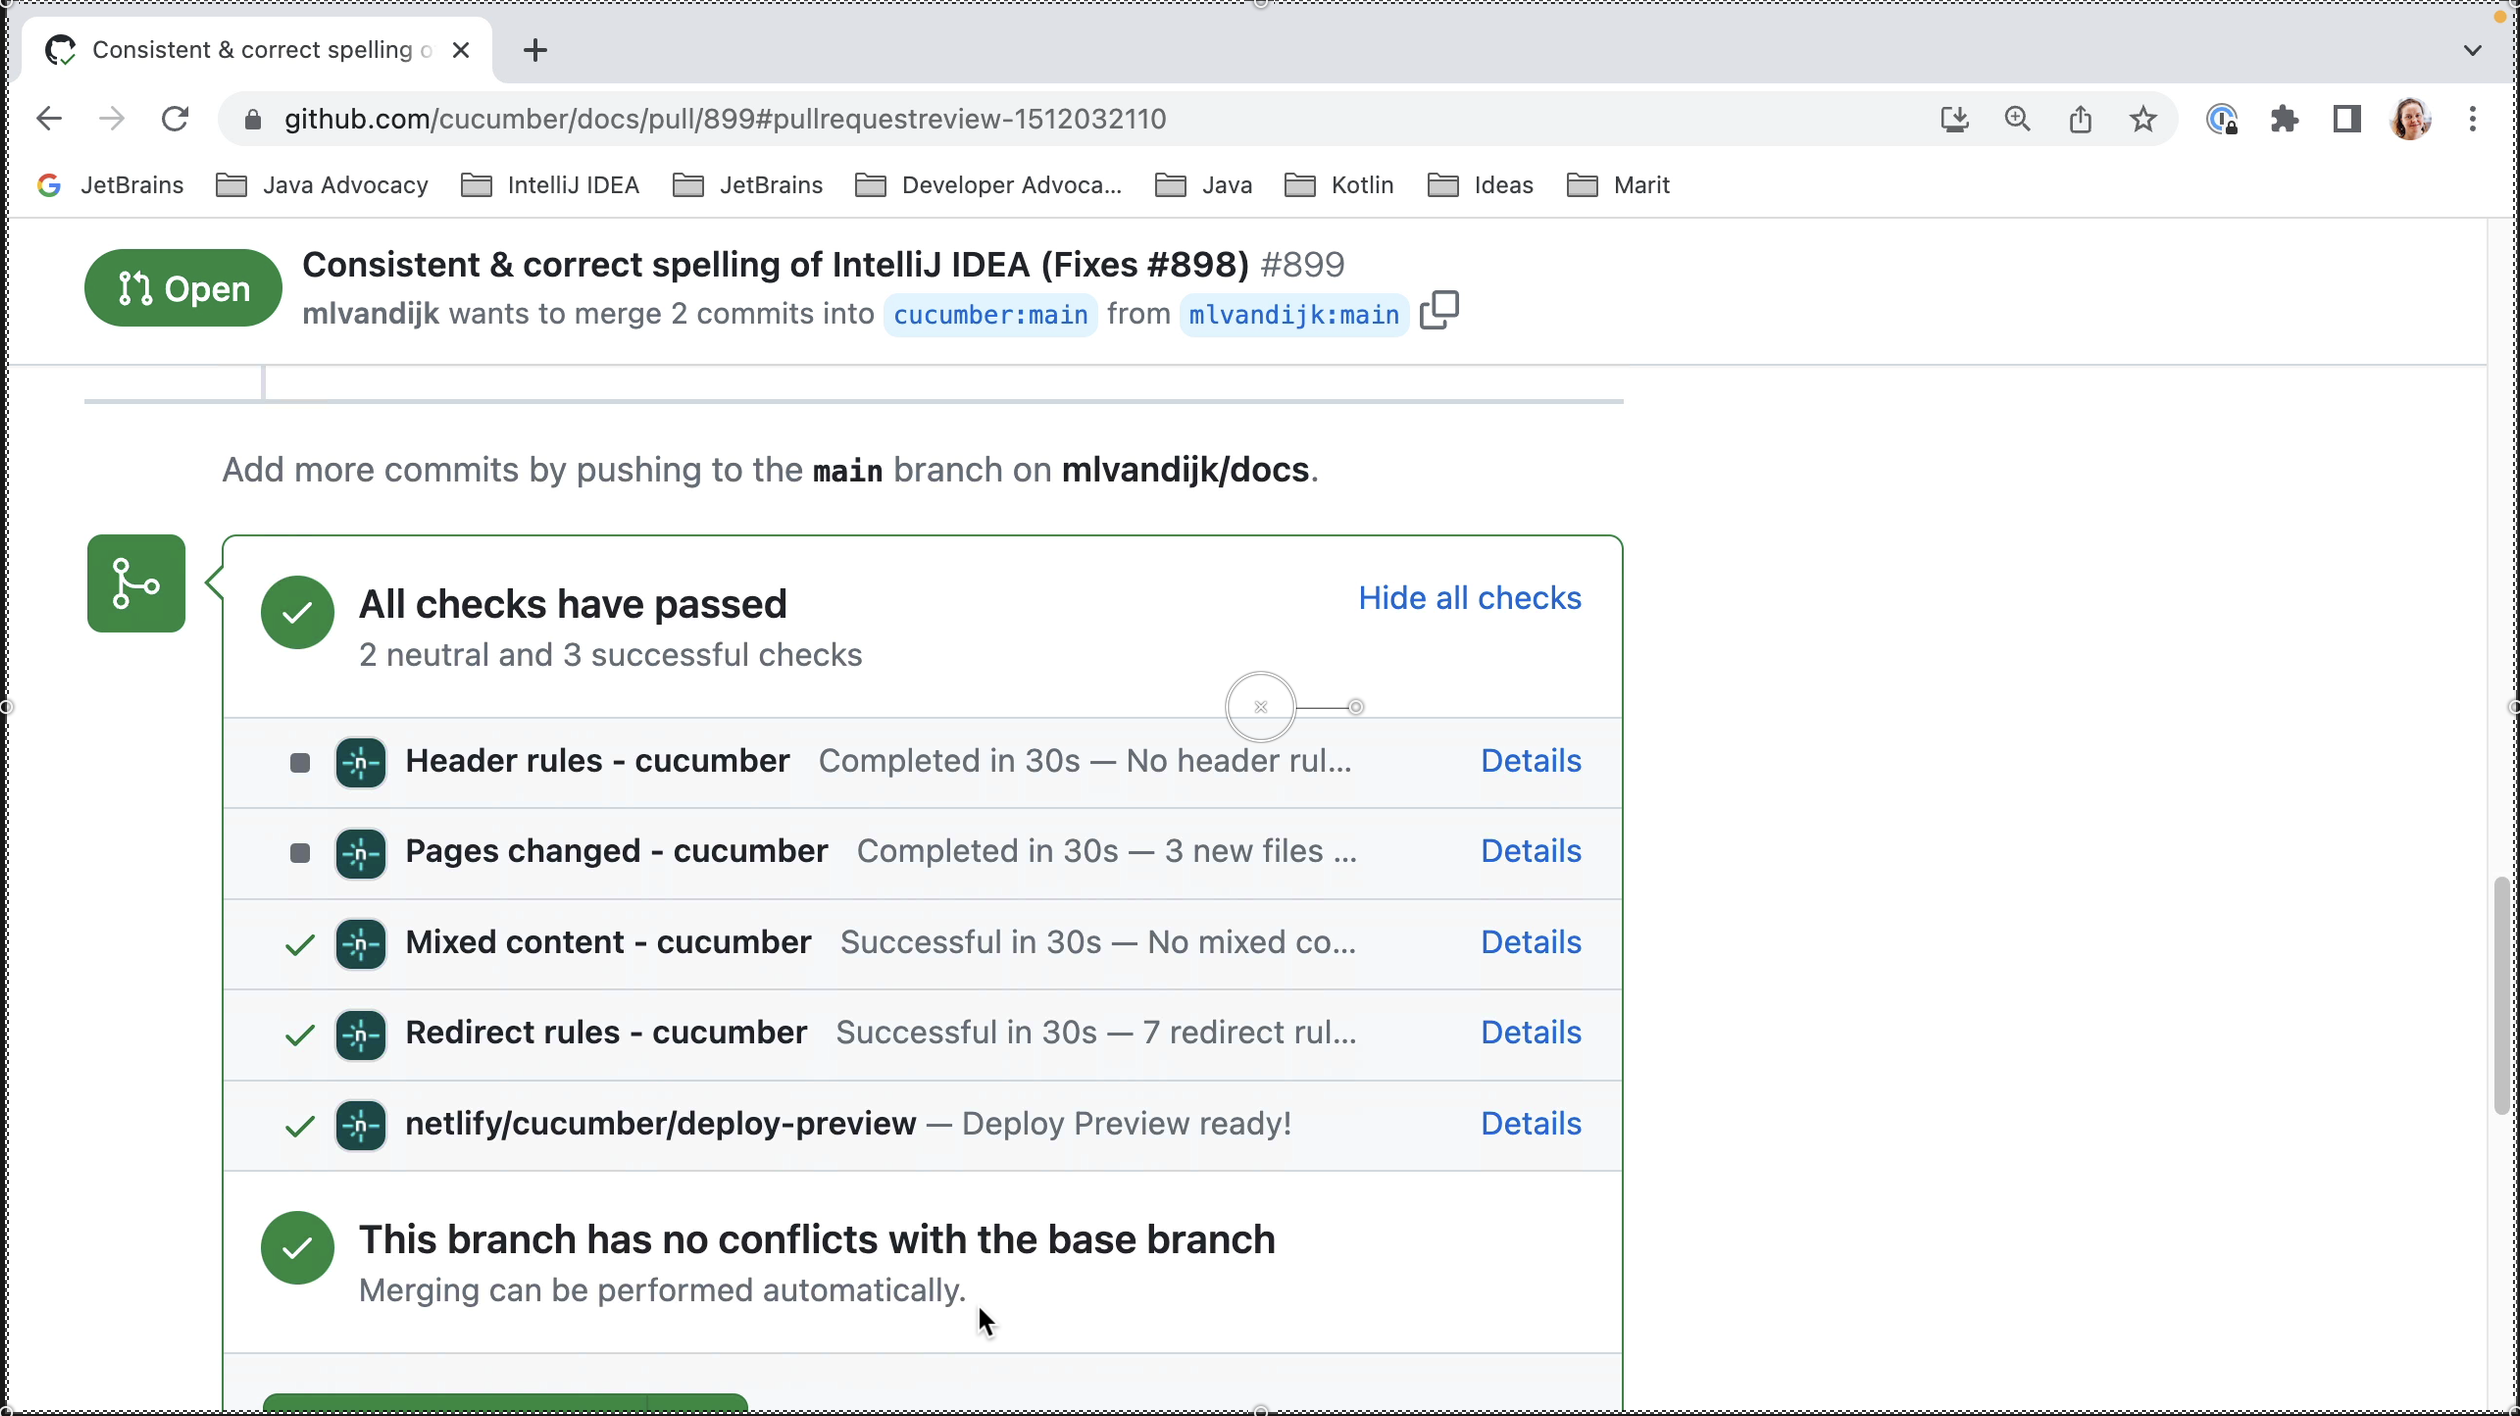 Consistent & correct spelling o
github.com/cucumber/docs/pull/899#pullrequestreview-1512032110
JetBrains Java Advocacy IntelliJ IDEA JetBrains Developer Advoca... Java Kotlin Ideas Marit
Open
Consistent & correct spelling of IntelliJ IDEA (Fixes #898) #899
mlvandijk wants to merge 2 commits into cucumber:main from mlvandijk:main
Add more commits by pushing to the main branch on mlvandijk/docs.
All checks have passed
Hide all checks
2 neutral and 3 successful checks
Header rules - cucumber Completed in 30s — No header rul... Details
Pages changed - cucumber Completed in 30s — 3 new files ... Details
Mixed content - cucumber Successful in 30s — No mixed co... Details
Redirect rules - cucumber Successful in 30s — 7 redirect rul... Details
netlify/cucumber/deploy-preview — Deploy Preview ready! Details
This branch has no conflicts with the base branch
Merging can be performed automatically.